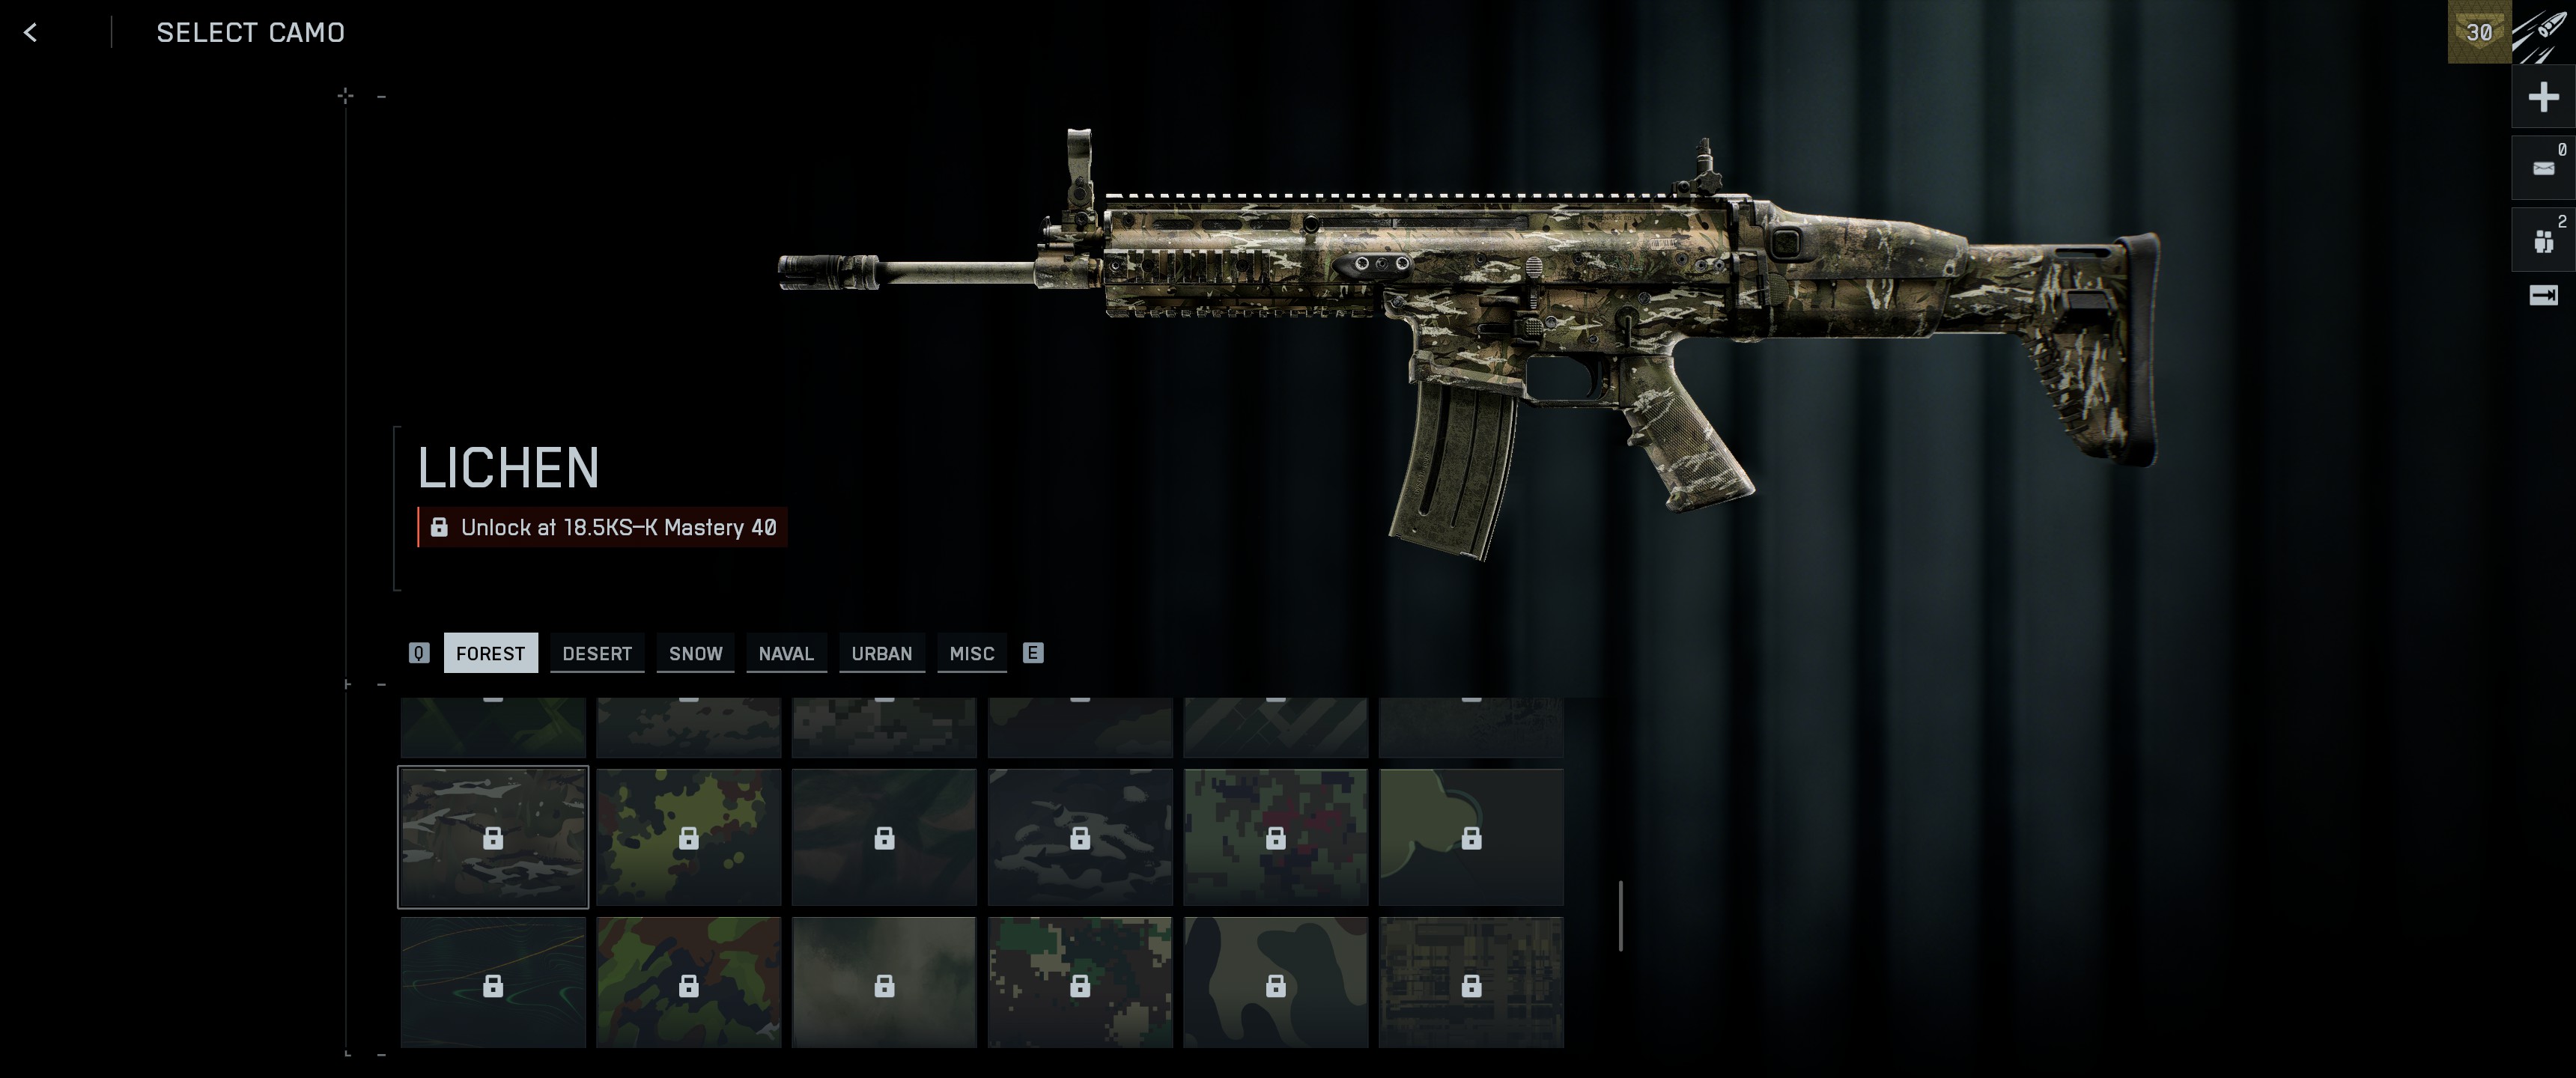 SELECT CAMO
30
0
2
LICHEN
Unlock at 18.5KS-K Mastery 40
Q FOREST DESERT SNOW NAVAL URBAN MISC E